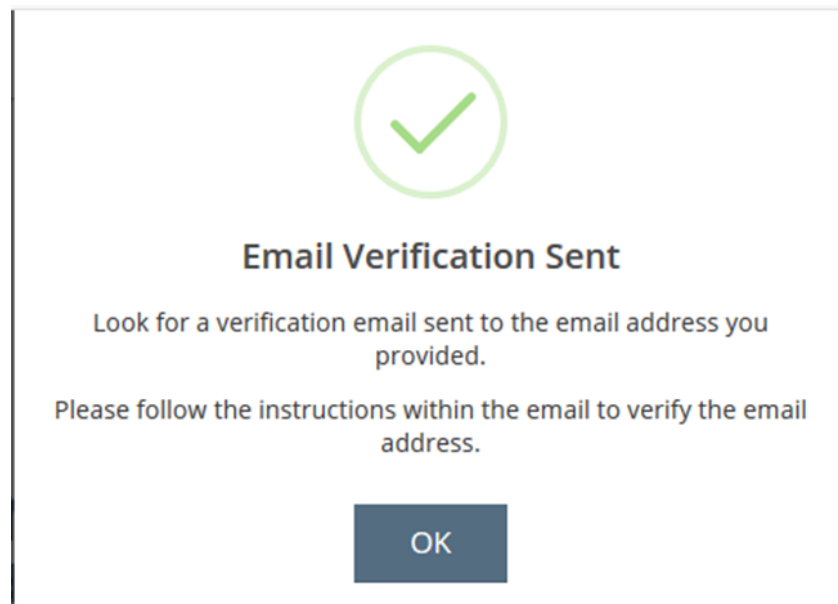 Email Verification Sent
Look for a verification email sent to the email address you
provided.
Please follow the instructions within the email to verify the email
address.
OK